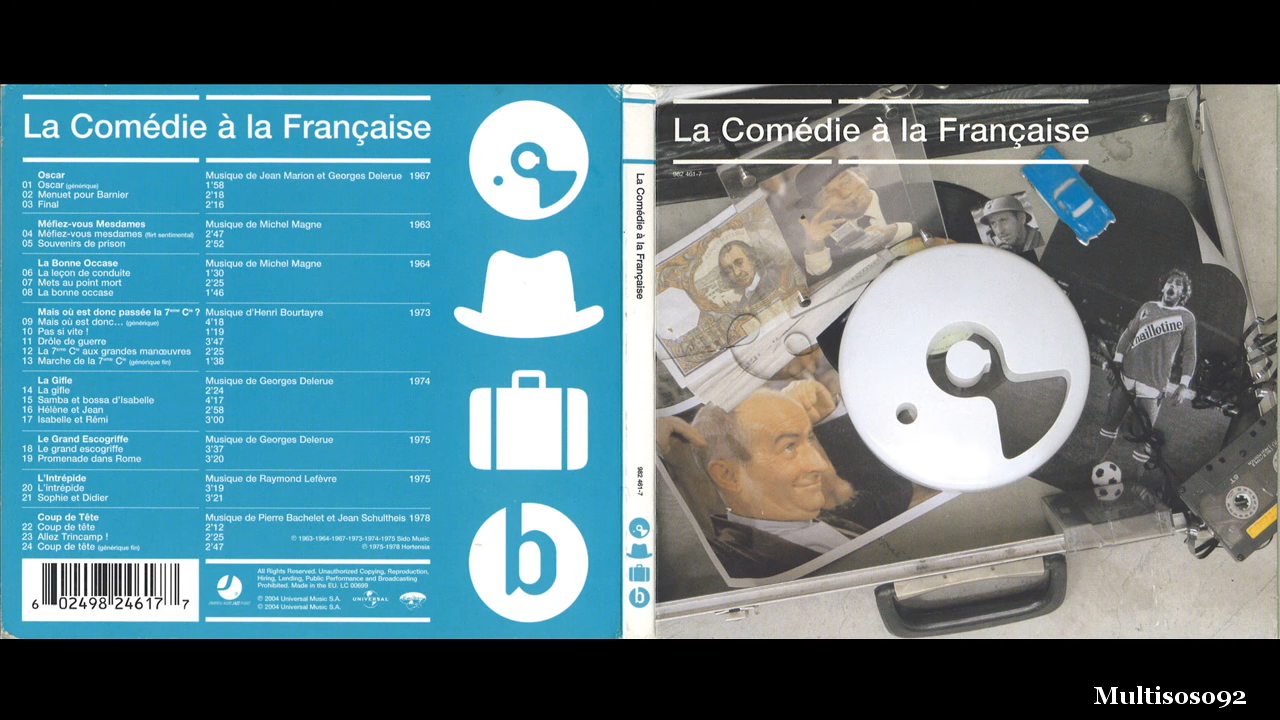 La Comédie à la Française
Oscar Musique de Jean Marion et Georges Delerue 1967
01 Oscar (générique) 1'58
02 Menuet pour Barnier 2'18
03 Final 2'16
Méfiez-vous Mesdames Musique de Michel Magne 1963
04 Méfiez-vous mesdames (flirt sentimental) 2'47
05 Souvenirs de prison 2'52
La Bonne Occase Musique de Michel Magne 1964
06 La leçon de conduite 1'30
07 Mets au point mort 2'25
08 La bonne occase 1'46
Mais où est donc passée la 7ème Cie ? Musique d'Henri Bourtayre 1973
09 Mais où est donc... (générique) 4'18
10 Pas si vite ! 1'19
11 Drôle de guerre 3'47
12 La 7ème Cie aux grandes manœuvres 2'25
13 Marche de la 7ème Cie (générique fin) 1'38
La Gifle Musique de Georges Delerue 1974
14 La gifle 2'24
15 Samba et bossa d'Isabelle 4'17
16 Hélène et Jean 2'58
17 Isabelle et Rémi 3'00
Le Grand Escogriffe Musique de Georges Delerue 1975
18 Le grand escogriffe 3'37
19 Promenade dans Rome 3'20
L'Intrépide Musique de Raymond Lefèvre 1975
20 L'intrépide 3'19
21 Sophie et Didier 3'21
Coup de Tête Musique de Pierre Bachelet et Jean Schultheis 1978
22 Coup de tête 2'12
23 Allez Trincamp ! 2'25
24 Coup de tête (générique fin) 2'47
℗ 1963-1964-1967-1973-1974-1975 Sido Music
℗ 1975-1978 Hortensia
6 02498 24617 7
All Rights Reserved. Unauthorized Copying, Reproduction,
Hiring, Lending, Public Performance and Broadcasting
Prohibited. Made in the EU. LC 00699
℗ 2004 Universal Music S.A.
© 2004 Universal Music S.A.
UNIVERSAL
b
La Comédie à la Française
982 461-7
b
La Comédie à la Française
982 461-7
maillotine
Multisoso92